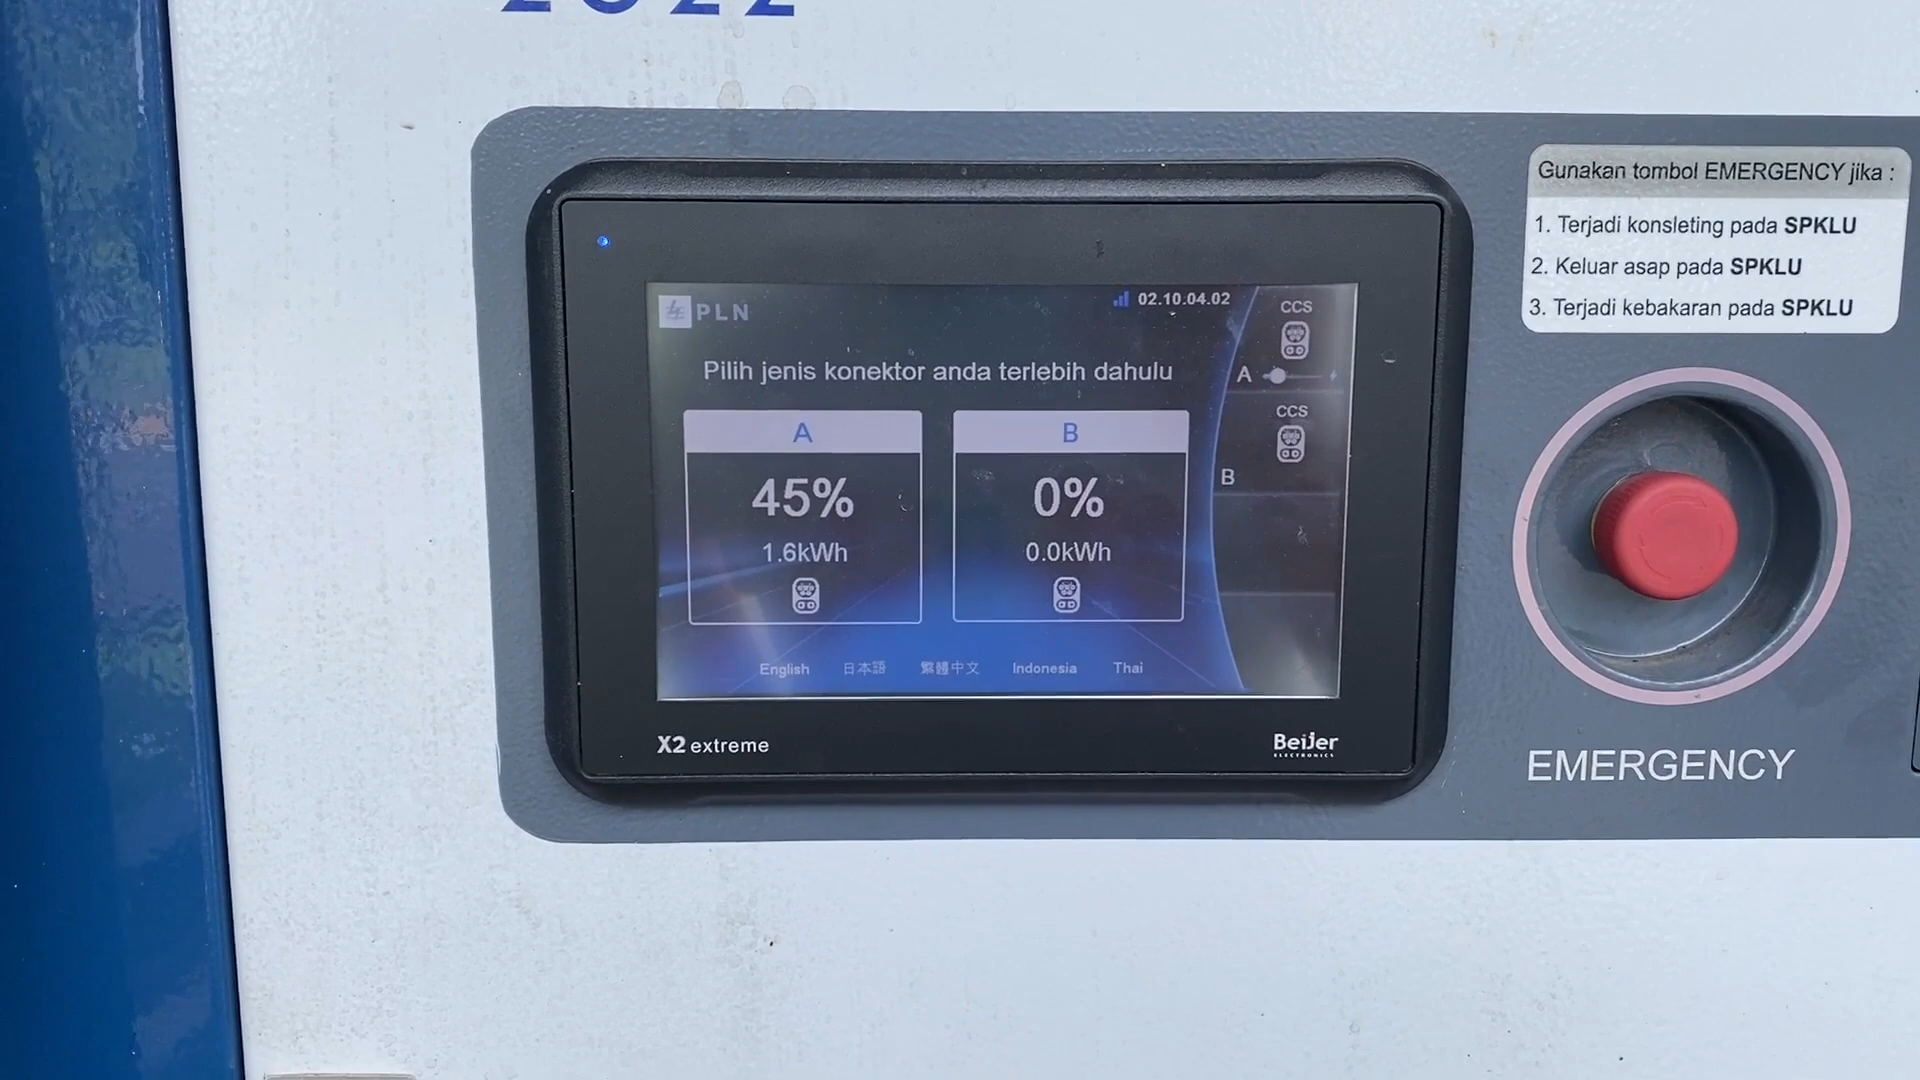 2022
PLN
02.10.04.02
Pilih jenis konektor anda terlebih dahulu
A
45%
1.6kWh
B
0%
0.0kWh
CCS
A
CCS
B
English 日本語 繁體中文 Indonesia Thai
X2 extreme
Beijer
ELECTRONICS
Gunakan tombol EMERGENCY jika :
1. Terjadi konsleting pada SPKLU
2. Keluar asap pada SPKLU
3. Terjadi kebakaran pada SPKLU
EMERGENCY